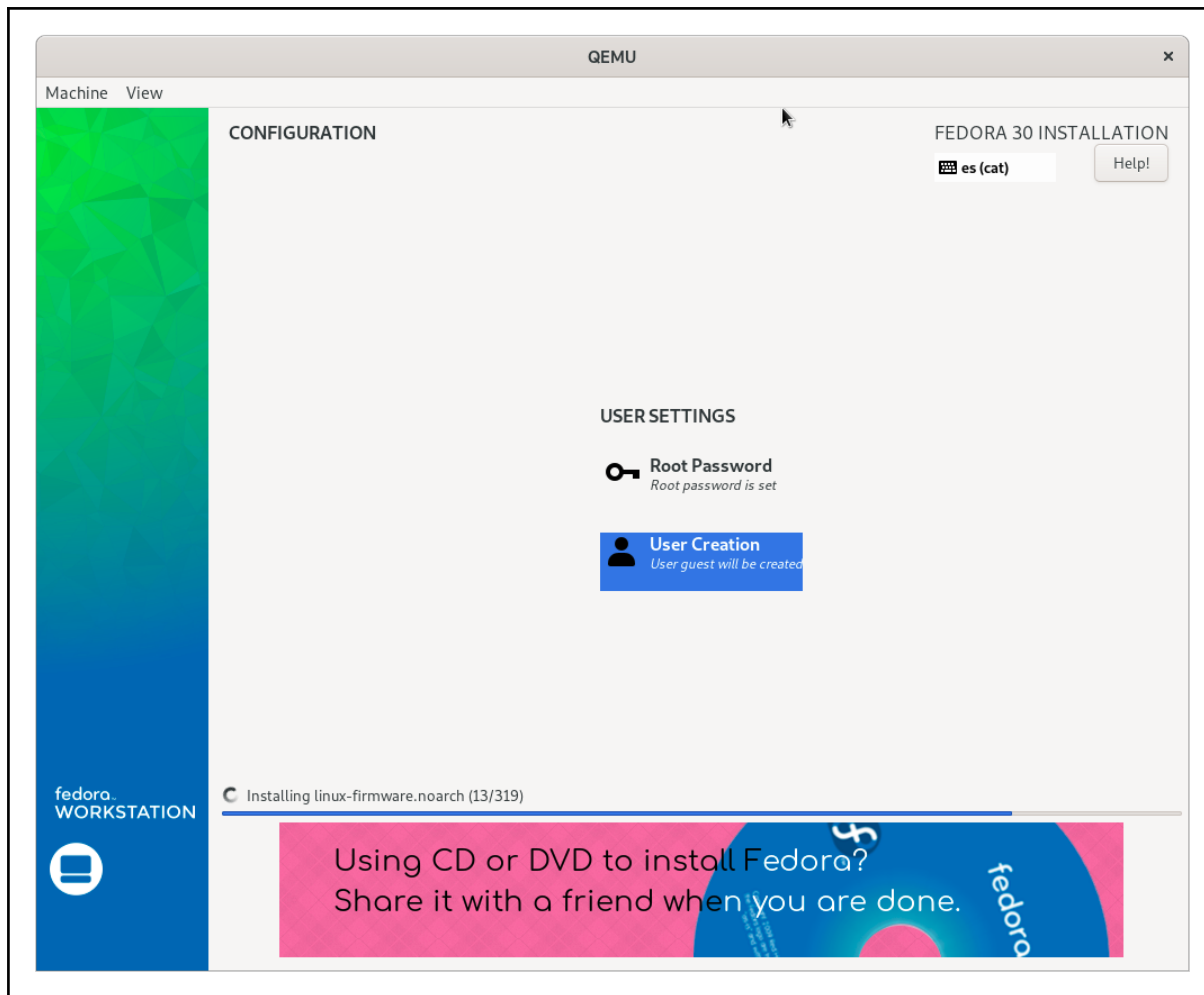 QEMU
Machine View
CONFIGURATION
FEDORA 30 INSTALLATION
es (cat)
Help!
USER SETTINGS
Root Password
Root password is set
User Creation
User guest will be created
fedora
WORKSTATION
Installing linux-firmware.noarch (13/319)
Using CD or DVD to install Fedora?
Share it with a friend when you are done.
fedora